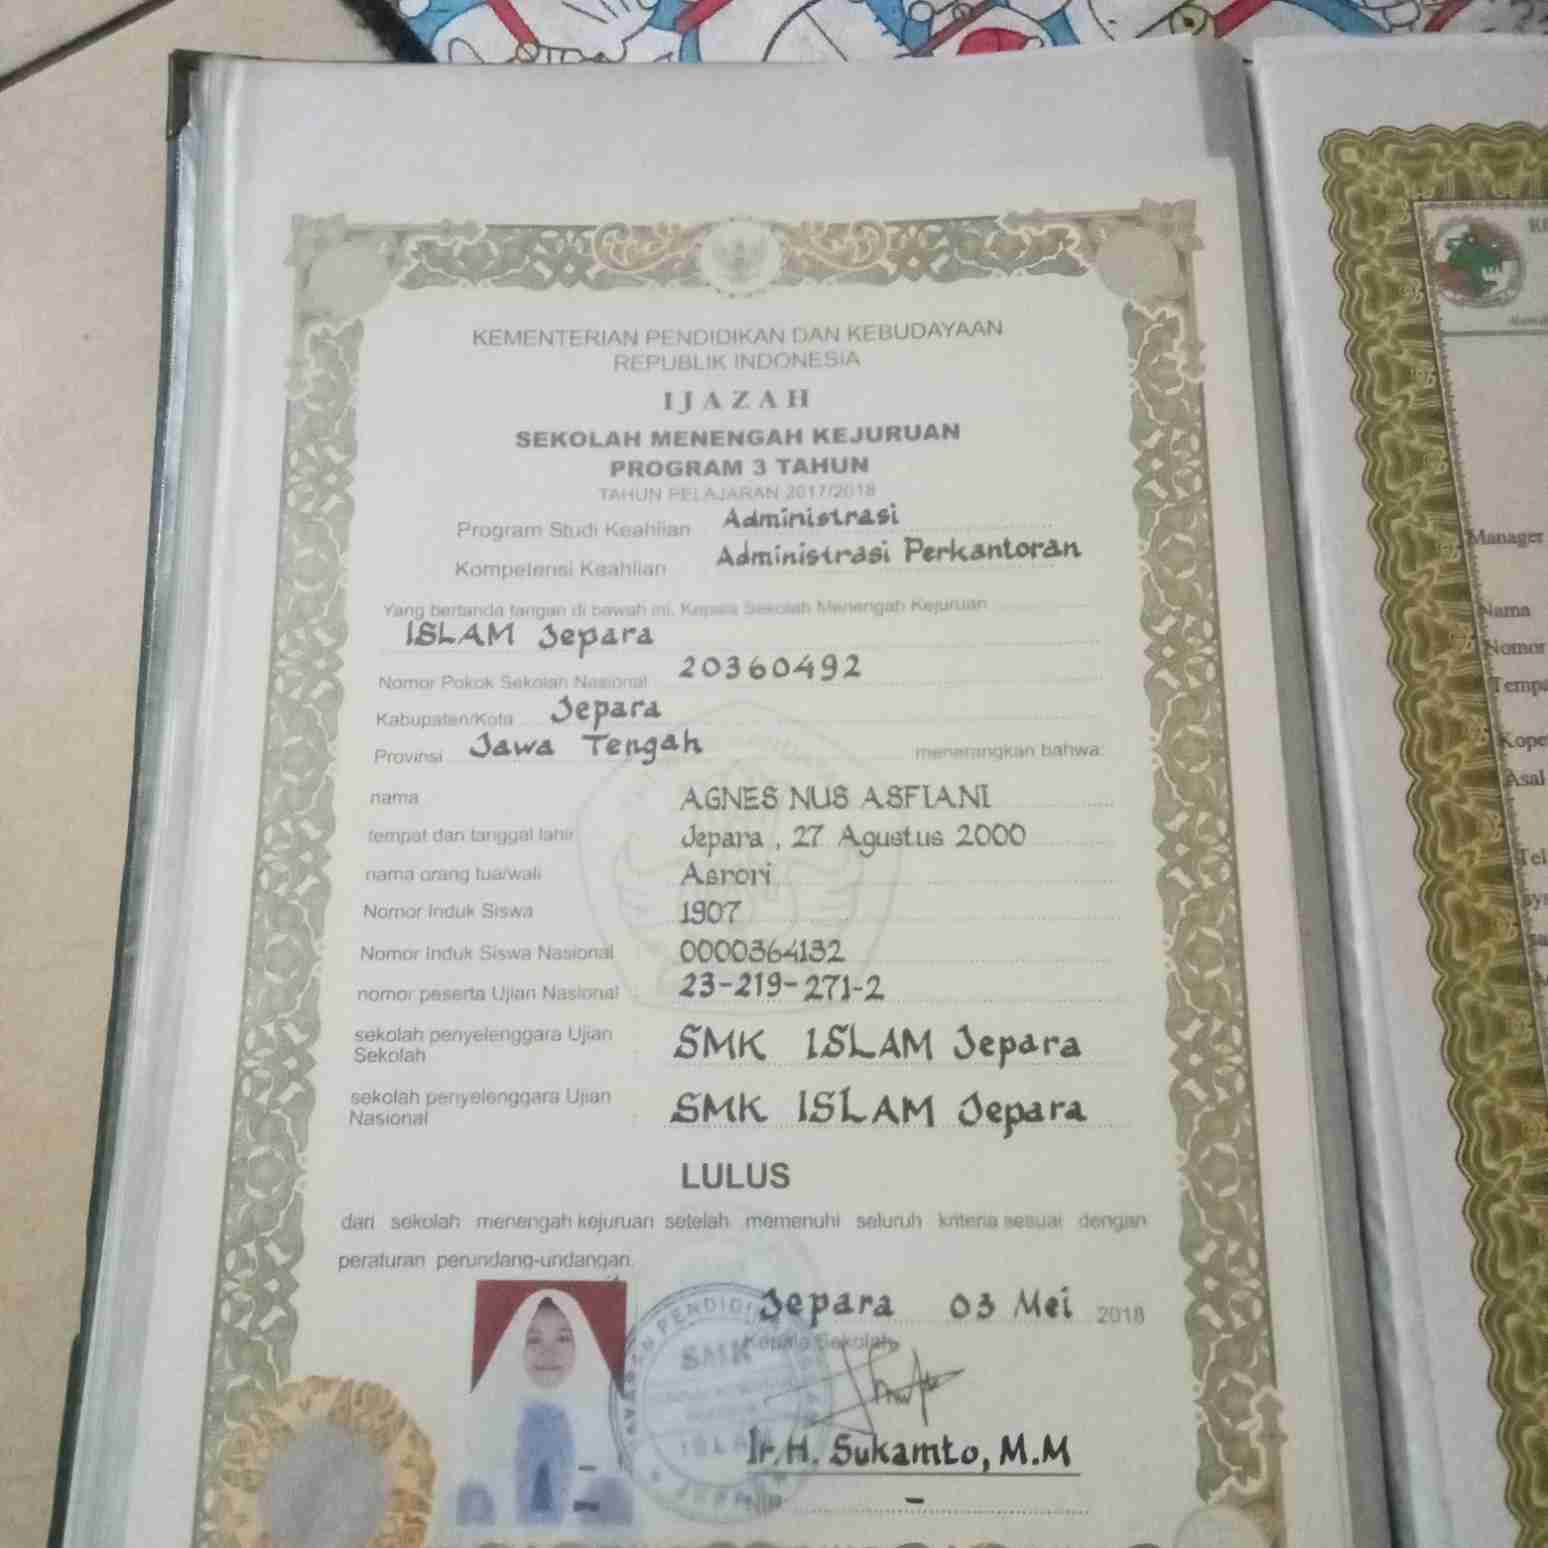 KEMENTERIAN PENDIDIKAN DAN KEBUDAYAAN
REPUBLIK INDONESIA
IJAZAH
SEKOLAH MENENGAH KEJURUAN
PROGRAM 3 TAHUN
TAHUN PELAJARAN 2017/2018
Program Studi Keahlian : Administrasi
Kompetensi Keahlian : Administrasi Perkantoran
Yang bertanda tangan di bawah ini, Kepala Sekolah Menengah Kejuruan
ISLAM Jepara
Nomor Pokok Sekolah Nasional 20360492
Kabupaten/Kota Jepara
Provinsi Jawa Tengah menerangkan bahwa:
nama : AGNES NUS ASFIANI
tempat dan tanggal lahir : Jepara , 27 Agustus 2000
nama orang tua/wali : Asrori
Nomor Induk Siswa : 1907
Nomor Induk Siswa Nasional : 0000364132
nomor peserta Ujian Nasional : 23-219-271-2
sekolah penyelenggara Ujian Sekolah : SMK ISLAM Jepara
sekolah penyelenggara Ujian Nasional : SMK ISLAM Jepara
LULUS
dari sekolah menengah kejuruan setelah memenuhi seluruh kriteria sesuai dengan
peraturan perundang-undangan.
Jepara 03 Mei 2018
Kepala Sekolah,
SMK
ISLAM
JEPARA
Ir. H. Sukamto, M.M
NIP -
Manager
Nama
Nomor